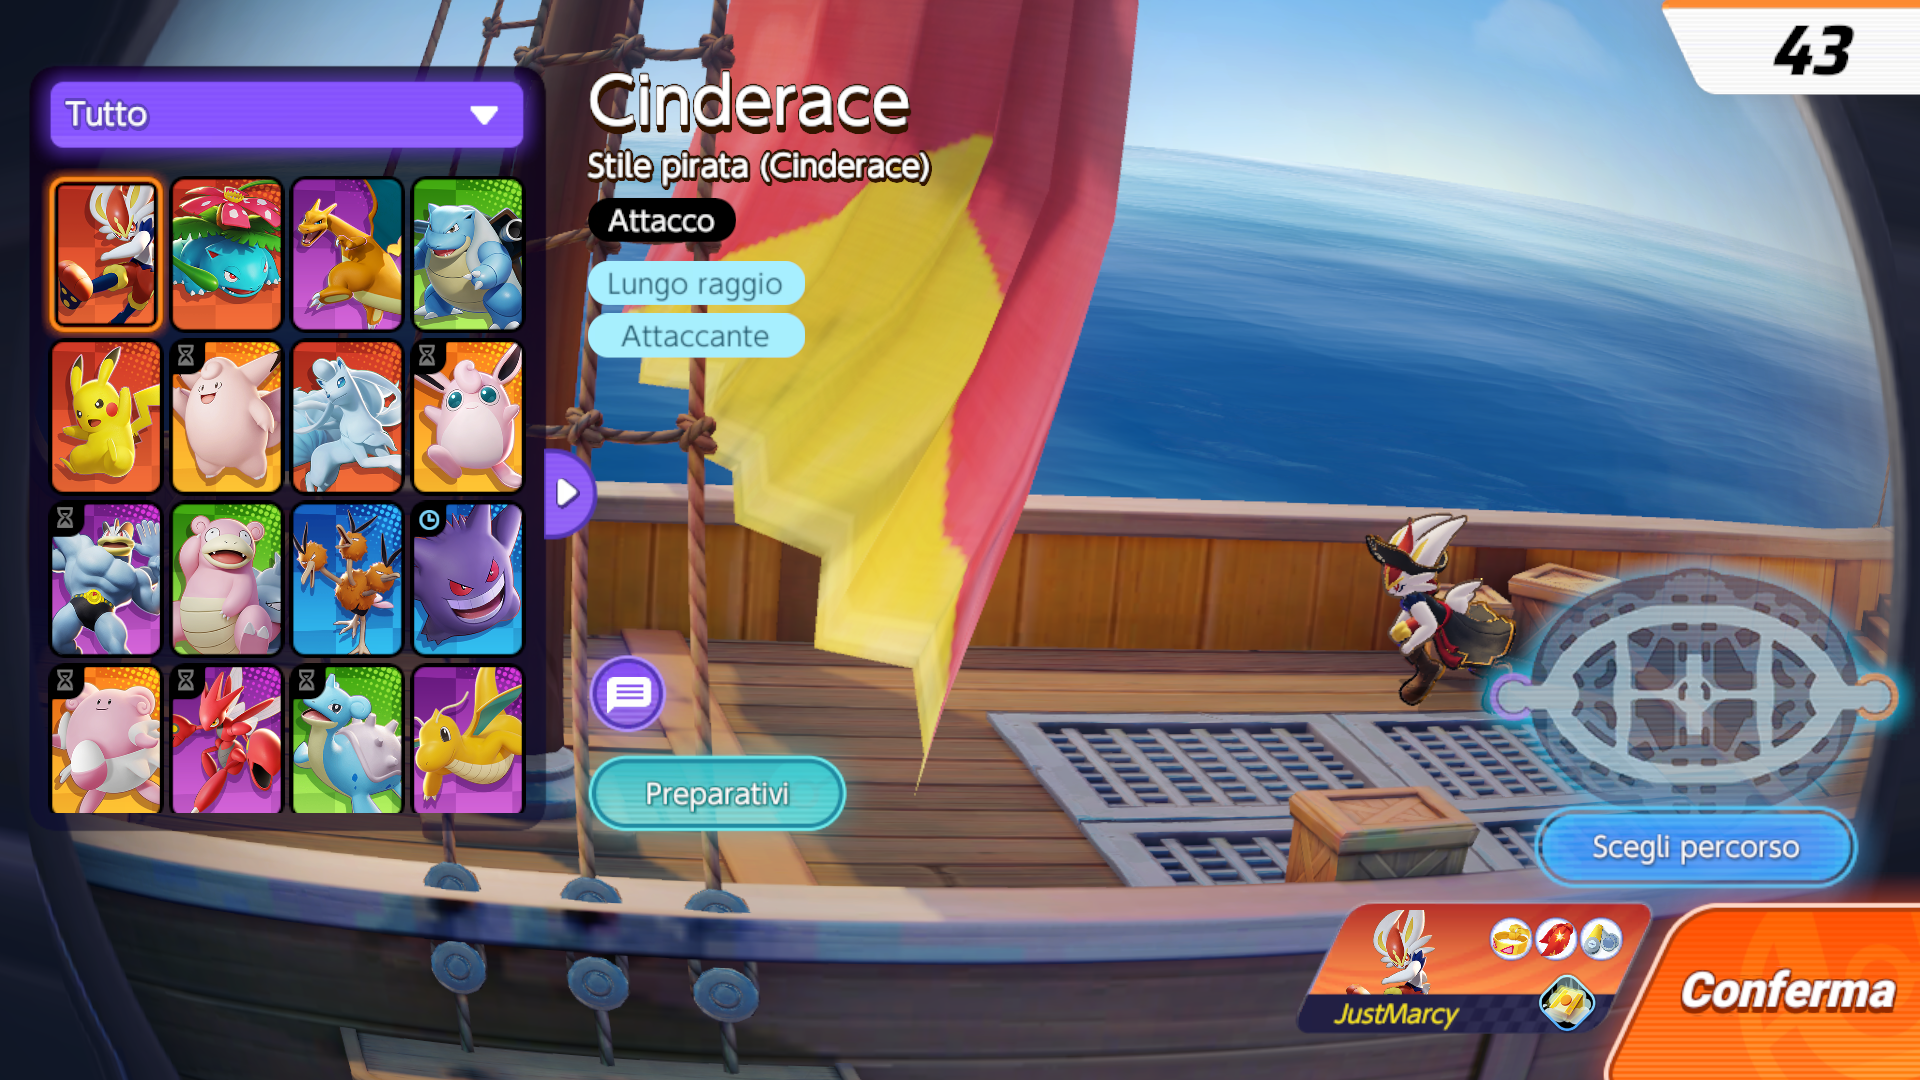 43
Tutto
Cinderace
Stile pirata (Cinderace)
Attacco
Lungo raggio
Attaccante
Preparativi
Scegli percorso
JustMarcy
Conferma